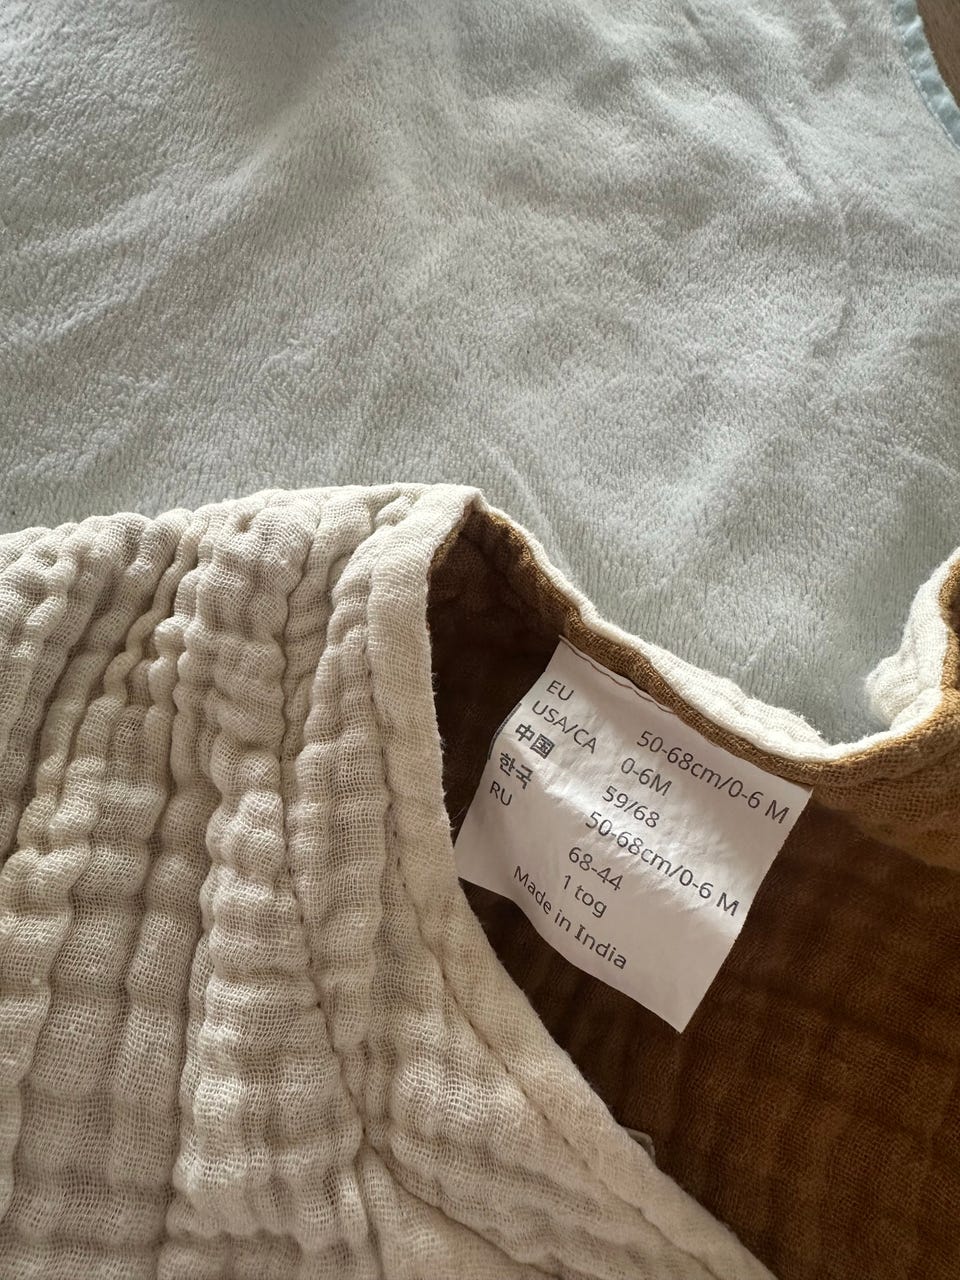 EU 50-68cm/0-6 M
USA/CA 0-6M
中国 59/68
한국 50-68cm/0-6 M
RU 68-44
1 tog
Made in India